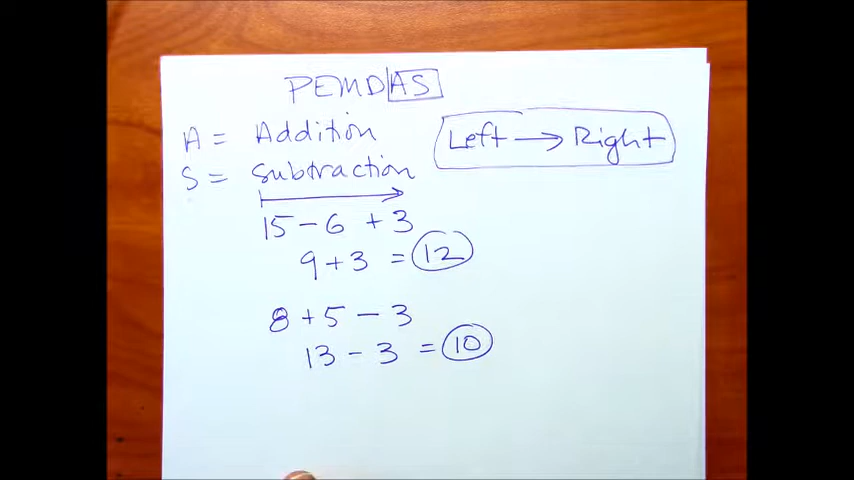 PEMDAS
A = Addition
S = Subtraction
Left → Right
15 - 6 + 3
9 + 3 = 12
8 + 5 - 3
13 - 3 = 10